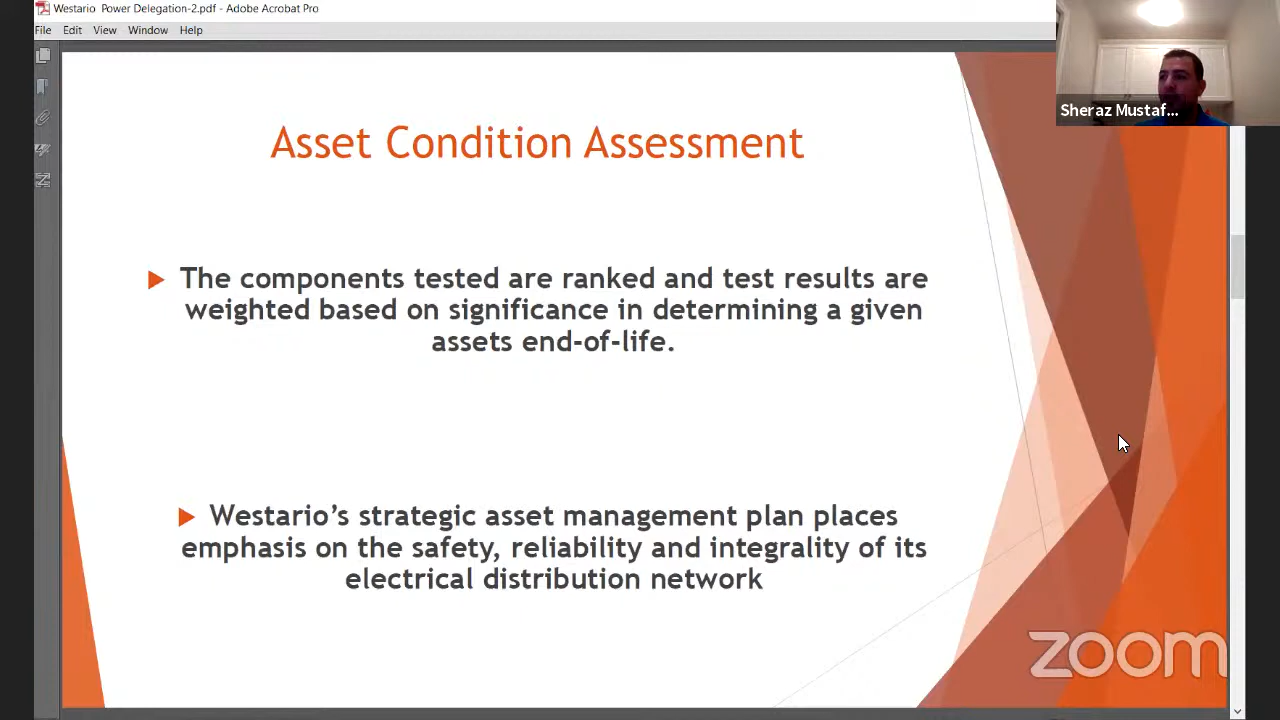 Westario Power Delegation-2.pdf - Adobe Acrobat Pro
File Edit View Window Help
Sheraz Mustaf...
Asset Condition Assessment
The components tested are ranked and test results are
weighted based on significance in determining a given
assets end-of-life.
Westario’s strategic asset management plan places
emphasis on the safety, reliability and integrality of its
electrical distribution network
zoom